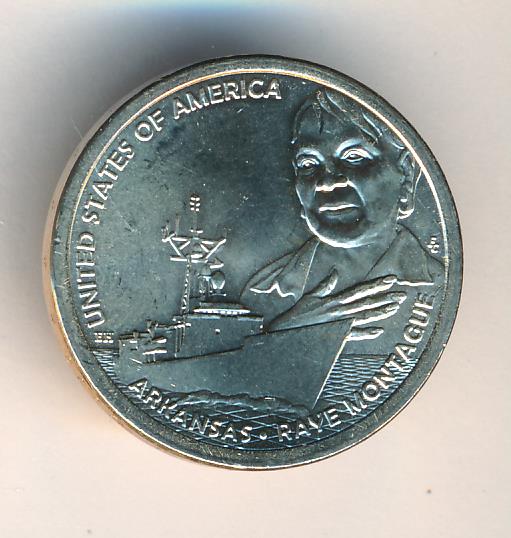 UNITED STATES OF AMERICA
ARKANSAS • RAYE MONTAGUE